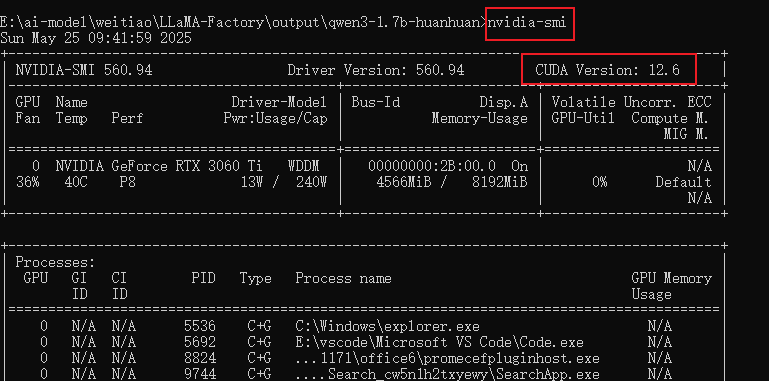 E:\ai-model\weitiao\LLaMA-Factory\output\qwen3-1.7b-huanhuan>nvidia-smi
Sun May 25 09:41:59 2025
NVIDIA-SMI 560.94 Driver Version: 560.94 CUDA Version: 12.6
GPU Name Driver-Model | Bus-Id Disp.A | Volatile Uncorr. ECC
Fan Temp Perf Pwr:Usage/Cap | Memory-Usage | GPU-Util Compute M.
MIG M.
0 NVIDIA GeForce RTX 3060 Ti WDDM | 00000000:2B:00.0 On | N/A
36% 40C P8 13W / 240W | 4566MiB / 8192MiB | 0% Default
N/A
Processes:
GPU GI CI PID Type Process name GPU Memory
ID ID Usage
0 N/A N/A 5536 C+G C:\Windows\explorer.exe N/A
0 N/A N/A 5692 C+G E:\vscode\Microsoft VS Code\Code.exe N/A
0 N/A N/A 8824 C+G ...1171\office6\promecefpluginhost.exe N/A
0 N/A N/A 9744 C+G ....Search_cw5n1h2txyewy\SearchApp.exe N/A